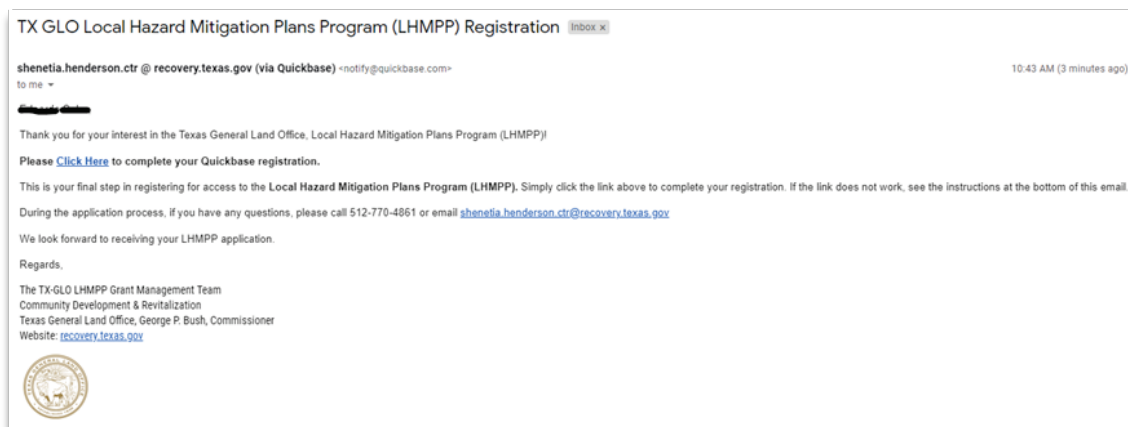 TX GLO Local Hazard Mitigation Plans Program (LHMPP) Registration Inbox x
shenetia.henderson.ctr @ recovery.texas.gov (via Quickbase) <notify@quickbase.com> 10:43 AM (3 minutes ago)
to me
Thank you for your interest in the Texas General Land Office, Local Hazard Mitigation Plans Program (LHMPP)!
Please Click Here to complete your Quickbase registration.
This is your final step in registering for access to the Local Hazard Mitigation Plans Program (LHMPP). Simply click the link above to complete your registration. If the link does not work, see the instructions at the bottom of this email.
During the application process, if you have any questions, please call 512-770-4861 or email shenetia.henderson.ctr@recovery.texas.gov
We look forward to receiving your LHMPP application.
Regards,
The TX-GLO LHMPP Grant Management Team
Community Development & Revitalization
Texas General Land Office, George P. Bush, Commissioner
Website: recovery.texas.gov
TEXAS GENERAL LAND OFFICE